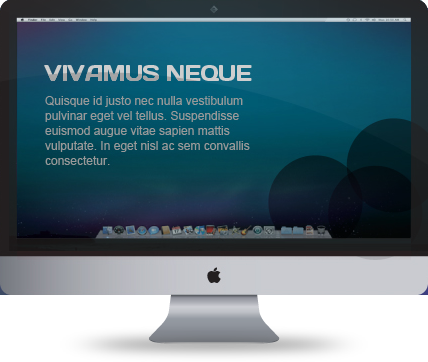 VIVAMUS NEQUE
Quisque id justo nec nulla vestibulum
pulvinar eget vel tellus. Suspendisse
euismod augue vitae sapien mattis
vulputate. In eget nisl ac sem convallis
consectetur.